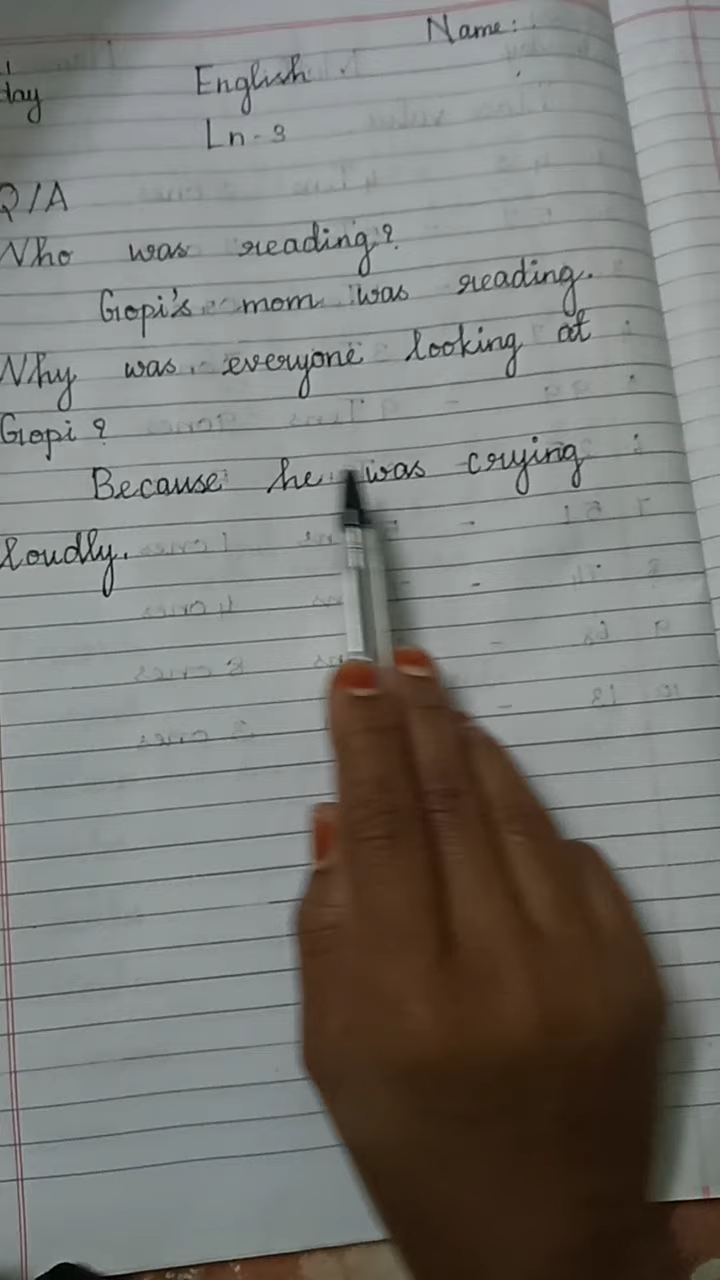 Name:
day English
Ln - 3
Q/A
Who was reading?
Gopi's mom was reading.
Why was everyone looking at
Gopi ?
Because he was crying
loudly.